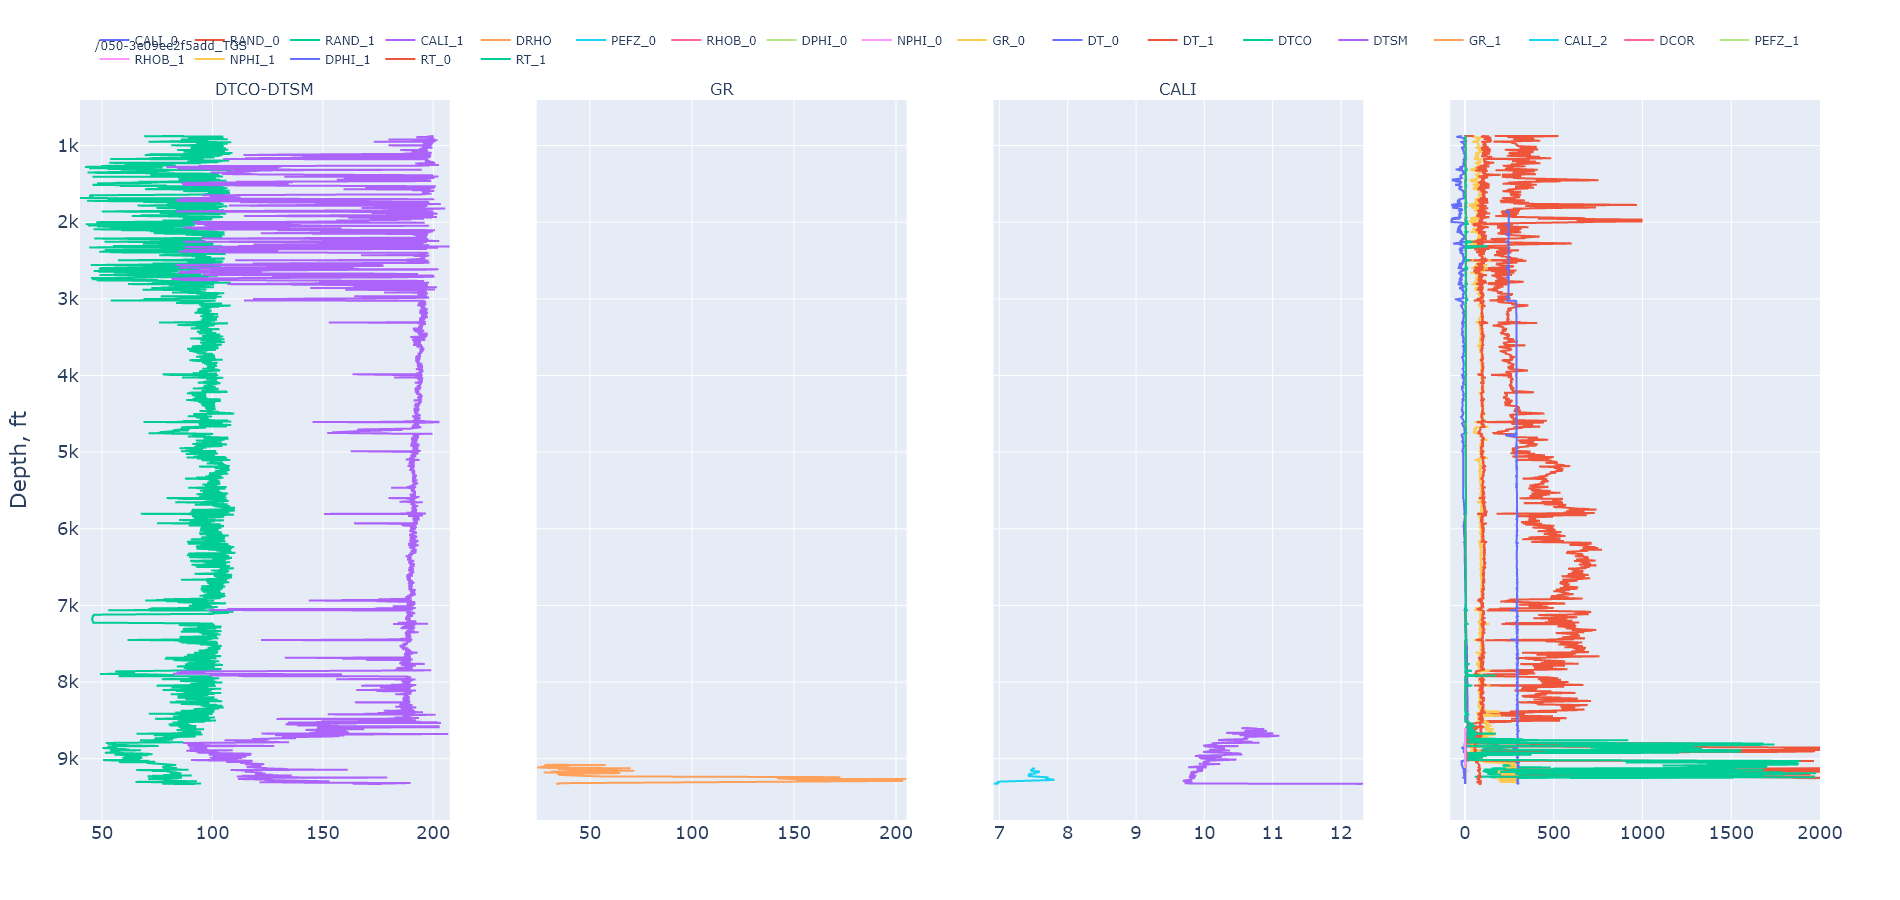 CALI_0 RAND_0 RAND_1 CALI_1 DRHO PEFZ_0 RHOB_0 DPHI_0 NPHI_0 GR_0 DT_0 DT_1 DTCO DTSM GR_1 CALI_2 DCOR PEFZ_1
/050-3e09ee2f5add_TGS
RHOB_1 NPHI_1 DPHI_1 RT_0 RT_1
DTCO-DTSM GR CALI
1k
2k
3k
4k
5k
6k
7k
8k
9k
Depth, ft
50 100 150 200 50 100 150 200 7 8 9 10 11 12 0 500 1000 1500 2000